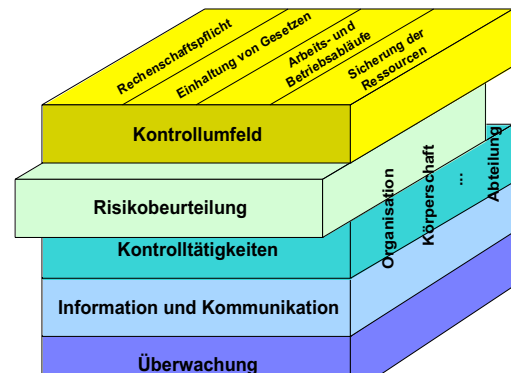 Rechenschaftspflicht
Einhaltung von Gesetzen
Arbeits- und
Betriebsabläufe
Sicherung der
Ressourcen
Kontrollumfeld
Risikobeurteilung
Kontrolltätigkeiten
Information und Kommunikation
Überwachung
Organisation
Körperschaft
...
Abteilung